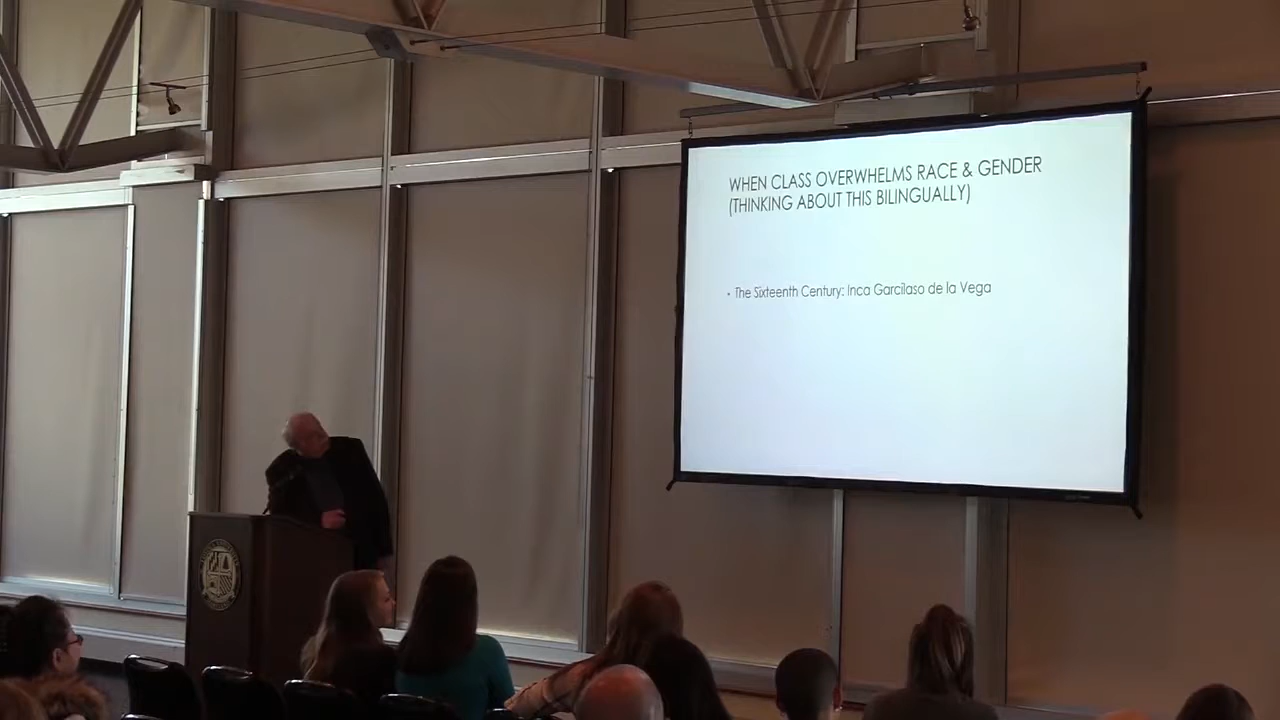 WHEN CLASS OVERWHELMS RACE & GENDER
(THINKING ABOUT THIS BILINGUALLY)
• The Sixteenth Century: Inca Garcilaso de la Vega